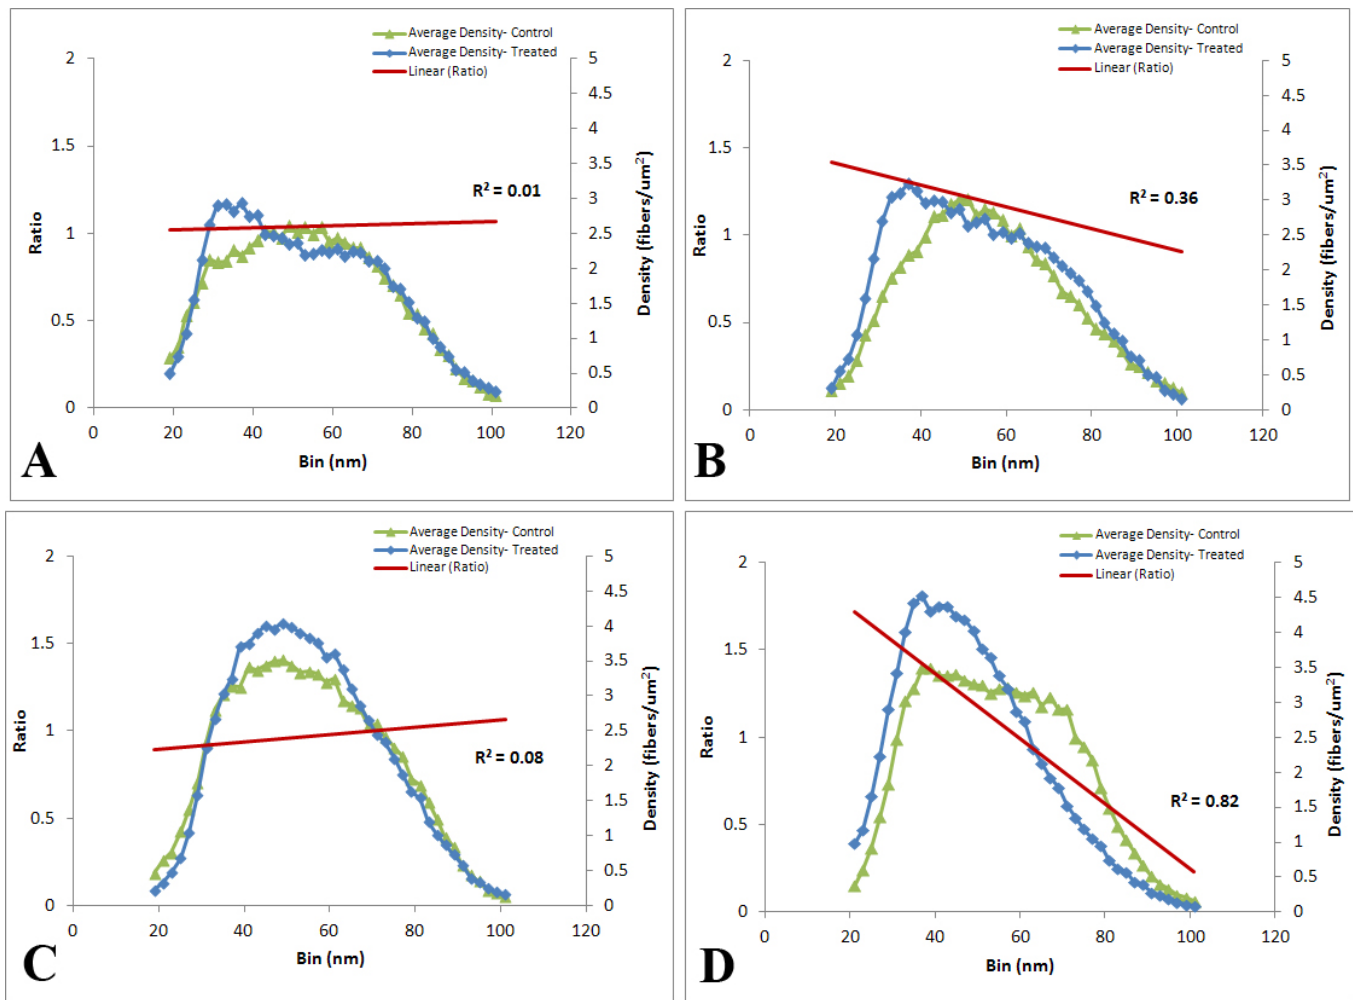 Average Density- Control
Average Density- Treated
Linear (Ratio)
2
1.5
1
0.5
0
Ratio
5
4.5
4
3.5
3
2.5
2
1.5
1
0.5
0
Density (fibers/um²)
R² = 0.01
0 20 40 60 80 100 120
Bin (nm)
A
Average Density- Control
Average Density- Treated
Linear (Ratio)
2
1.5
1
0.5
0
Ratio
5
4.5
4
3.5
3
2.5
2
1.5
1
0.5
0
Density (fibers/um²)
R² = 0.36
0 20 40 60 80 100 120
Bin (nm)
B
Average Density- Control
Average Density- Treated
Linear (Ratio)
2
1.5
1
0.5
0
Ratio
5
4.5
4
3.5
3
2.5
2
1.5
1
0.5
0
Density (fibers/um²)
R² = 0.08
0 20 40 60 80 100 120
Bin (nm)
C
Average Density- Control
Average Density- Treated
Linear (Ratio)
2
1.5
1
0.5
0
Ratio
5
4.5
4
3.5
3
2.5
2
1.5
1
0.5
0
Density (fibers/um²)
R² = 0.82
0 20 40 60 80 100 120
Bin (nm)
D